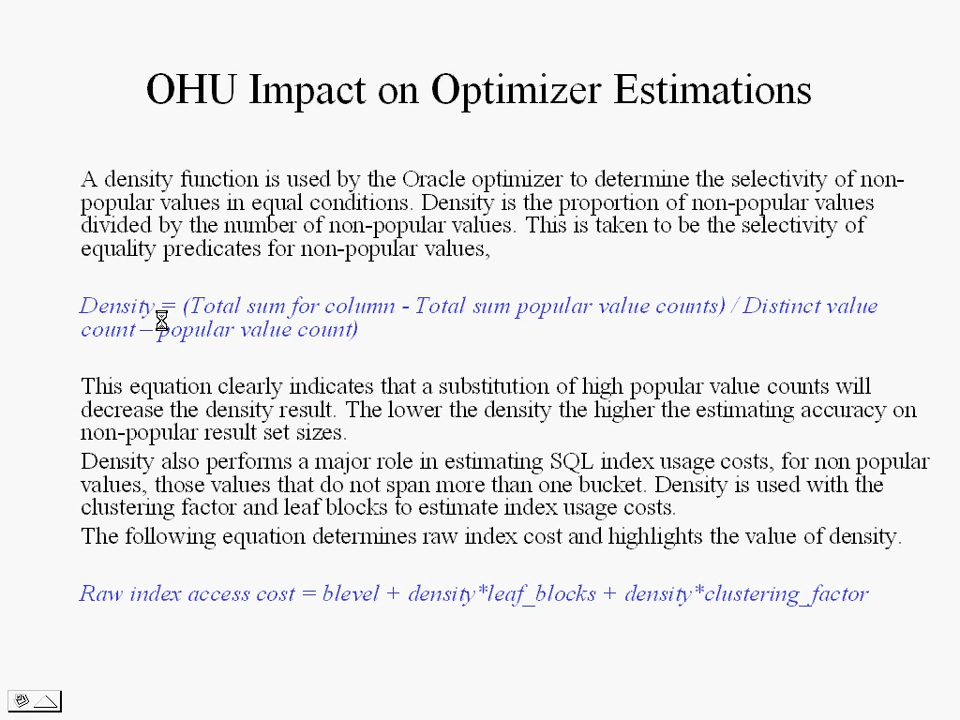 OHU Impact on Optimizer Estimations
A density function is used by the Oracle optimizer to determine the selectivity of non-
popular values in equal conditions. Density is the proportion of non-popular values
divided by the number of non-popular values. This is taken to be the selectivity of
equality predicates for non-popular values,
Density = (Total sum for column - Total sum popular value counts) / Distinct value
count – popular value count)
This equation clearly indicates that a substitution of high popular value counts will
decrease the density result. The lower the density the higher the estimating accuracy on
non-popular result set sizes.
Density also performs a major role in estimating SQL index usage costs, for non popular
values, those values that do not span more than one bucket. Density is used with the
clustering factor and leaf blocks to estimate index usage costs.
The following equation determines raw index cost and highlights the value of density.
Raw index access cost = blevel + density*leaf_blocks + density*clustering_factor